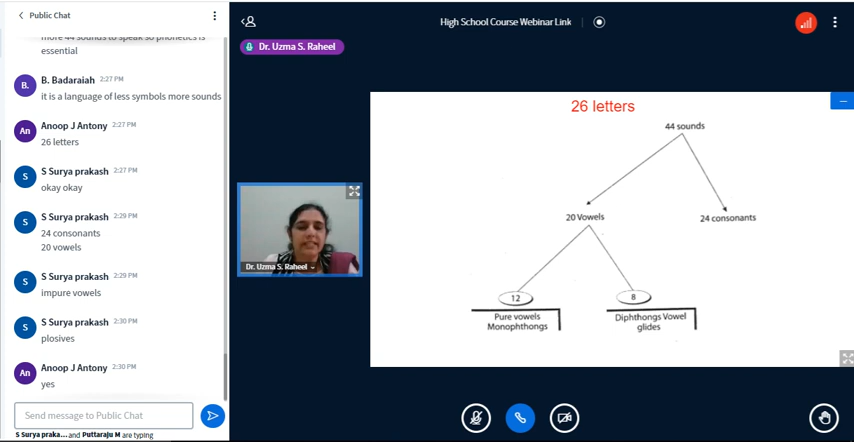 Public Chat
more 44 sounds to speak so phonetics is
essential
B.
B. Badaraiah 2:27 PM
it is a language of less symbols more sounds
An
Anoop J Antony 2:27 PM
26 letters
S
S Surya prakash 2:27 PM
okay okay
S
S Surya prakash 2:29 PM
24 consonants
20 vowels
S
S Surya prakash 2:29 PM
impure vowels
S
S Surya prakash 2:30 PM
plosives
An
Anoop J Antony 2:30 PM
yes
Send message to Public Chat
S Surya praka... and Puttaraju M are typing
High School Course Webinar Link
Dr. Uzma S. Raheel
Dr. Uzma S. Raheel
26 letters
44 sounds
20 Vowels
24 consonants
12
8
Pure vowels
Monophthongs
Diphthongs Vowel
glides